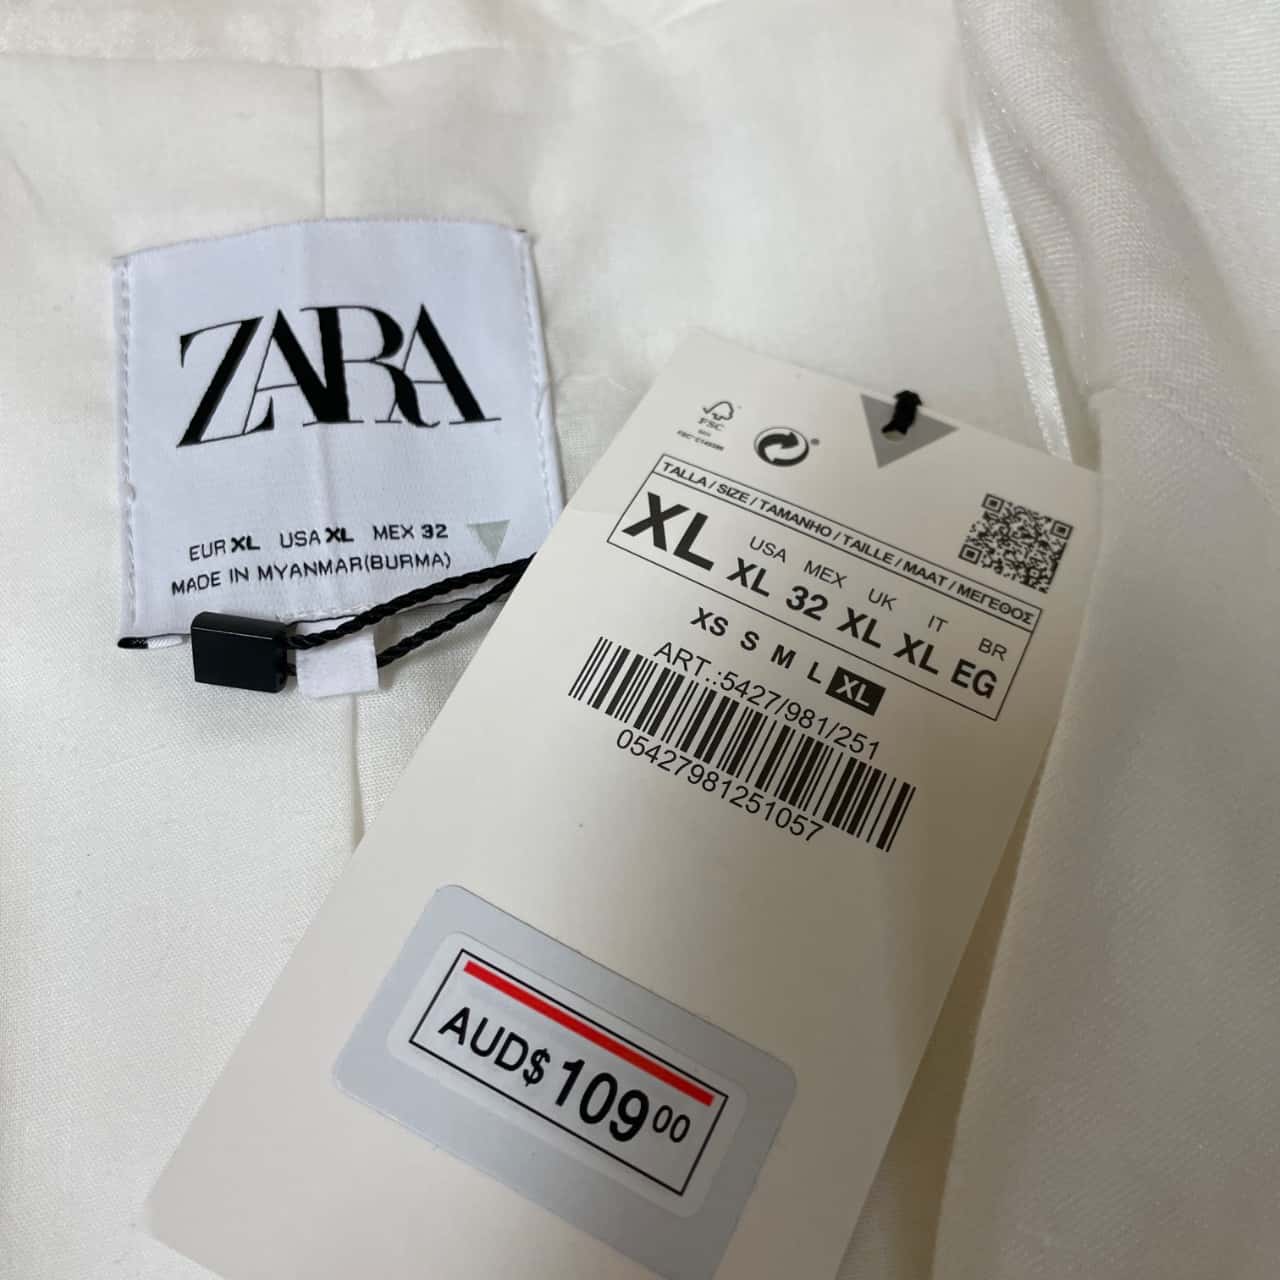 ZARA
EUR XL USA XL MEX 32
MADE IN MYANMAR(BURMA)
FSC
TALLA / SIZE / TAMANHO / TAILLE / MAAT / ΜΕΓΕΘΟΣ
XL
USA MEX UK IT BR
XL 32 XL XL EG
XS S M L XL
ART.:5427/981/251
05427981251057
AUD$ 109 00